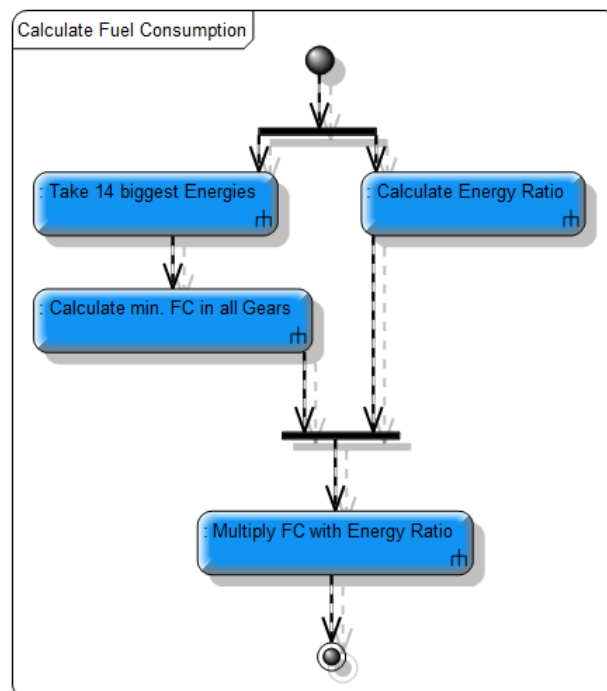 Calculate Fuel Consumption
: Take 14 biggest Energies
: Calculate Energy Ratio
: Calculate min. FC in all Gears
: Multiply FC with Energy Ratio